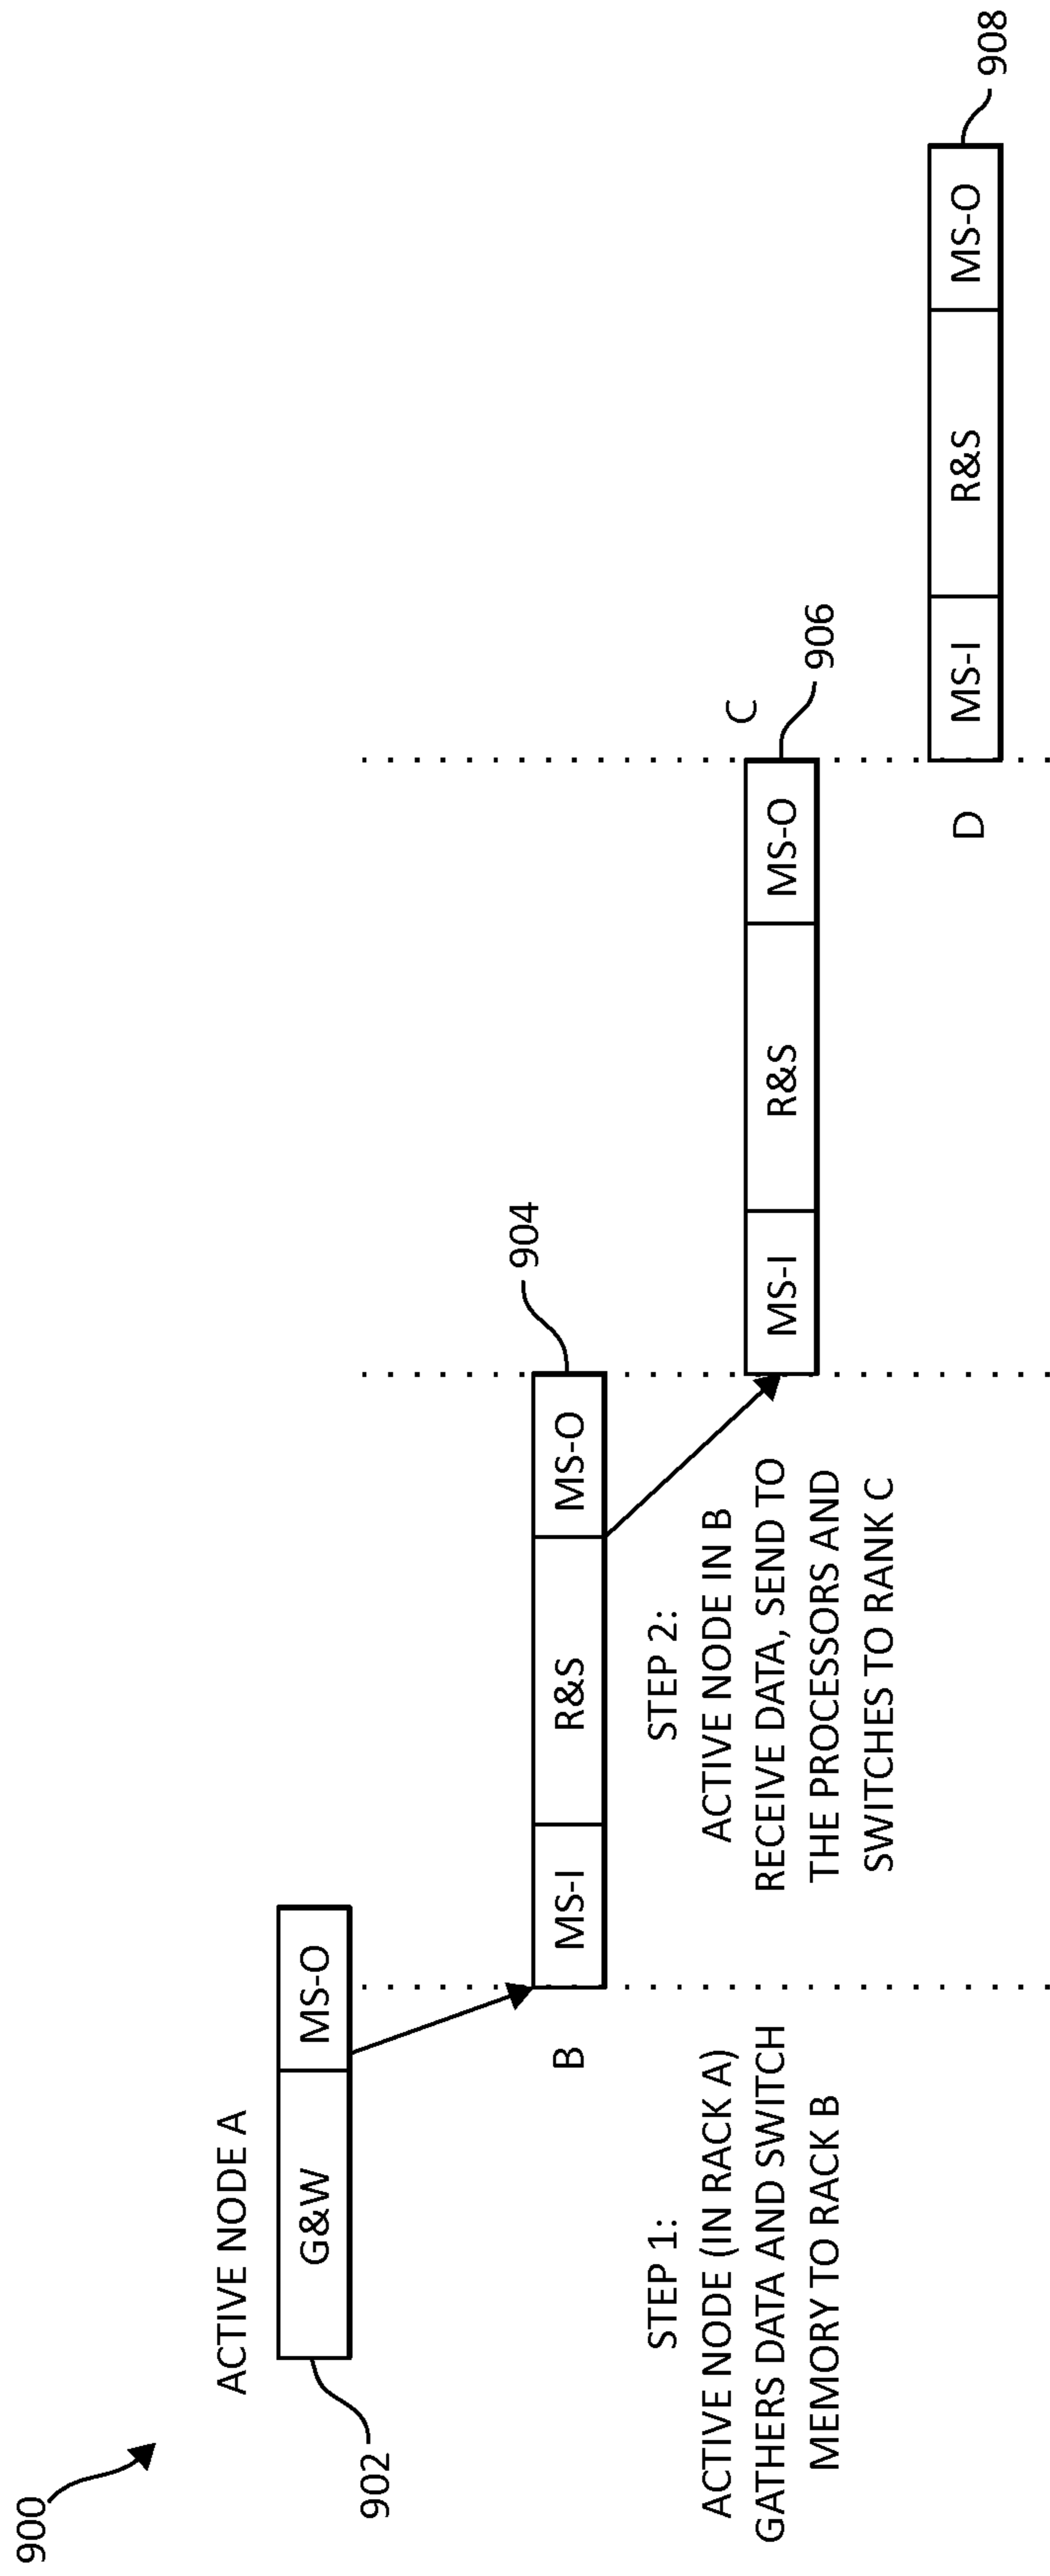 900
ACTIVE NODE A
G&W
MS-O
902
B
MS-I
R&S
MS-O
904
STEP 1:
ACTIVE NODE (IN RACK A)
GATHERS DATA AND SWITCH
MEMORY TO RACK B
STEP 2:
ACTIVE NODE IN B
RECEIVE DATA, SEND TO
THE PROCESSORS AND
SWITCHES TO RANK C
MS-I
R&S
MS-O
C
906
D
MS-I
R&S
MS-O
908